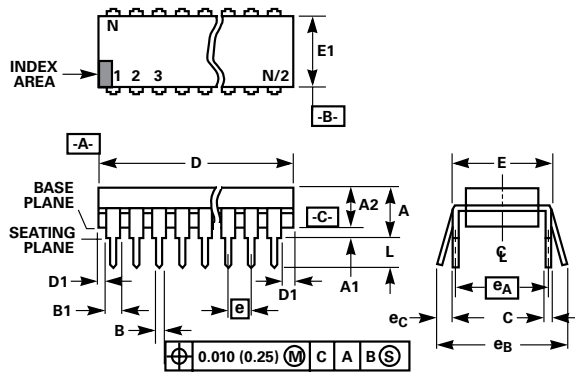 N
E1
INDEX
AREA
1 2 3 N/2
-B-
-A-
D
E
BASE
PLANE
A2
A
-C-
SEATING
PLANE
L
C
L
D1
A1
D1
eA
B1
e
eC
C
B
eB
0.010 (0.25) M C A B S